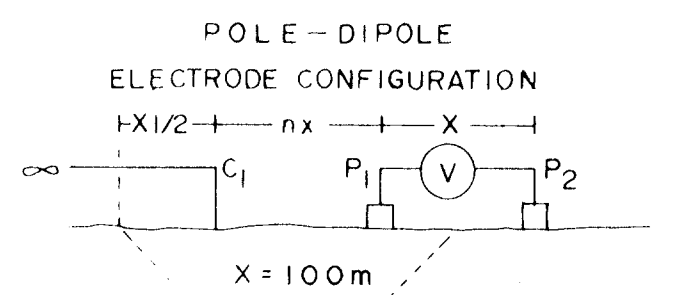 POLE-DIPOLE
ELECTRODE CONFIGURATION
X1/2 nx X
∞ C1 P1 V P2
X = 100m